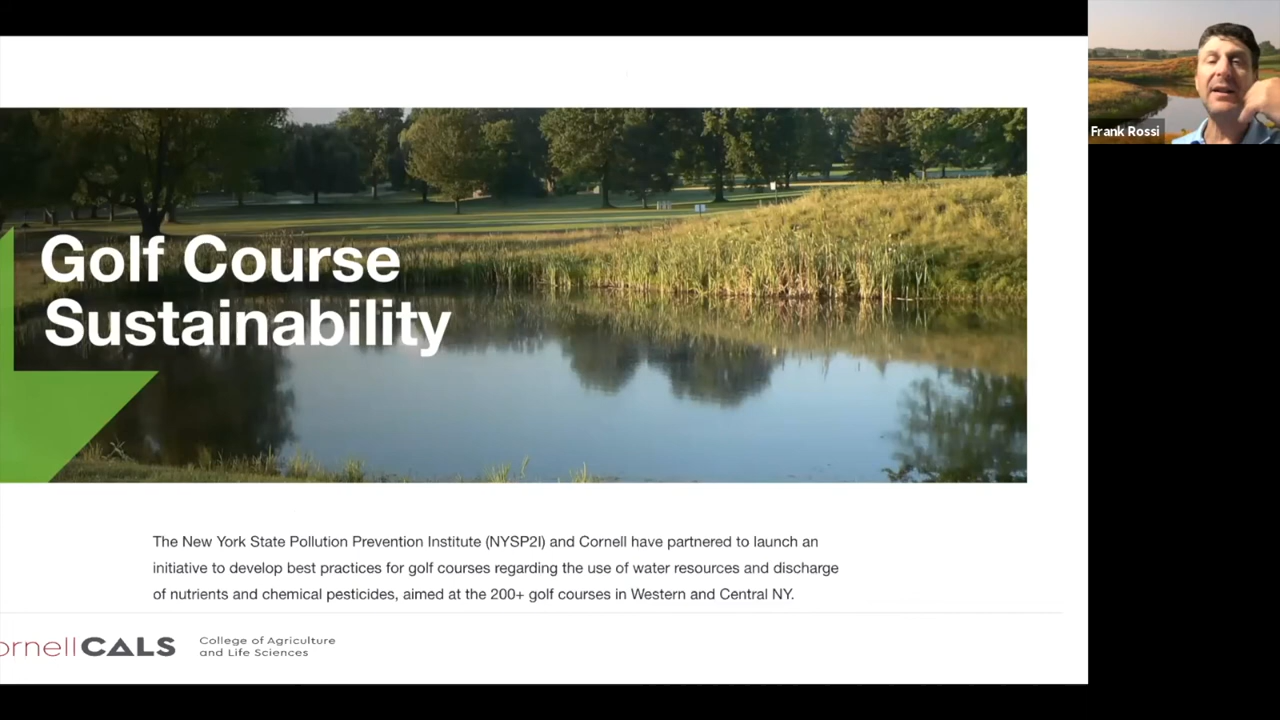 Frank Rossi
Golf Course
Sustainability
The New York State Pollution Prevention Institute (NYSP2I) and Cornell have partnered to launch an
initiative to develop best practices for golf courses regarding the use of water resources and discharge
of nutrients and chemical pesticides, aimed at the 200+ golf courses in Western and Central NY.
ornellCALS
College of Agriculture
and Life Sciences